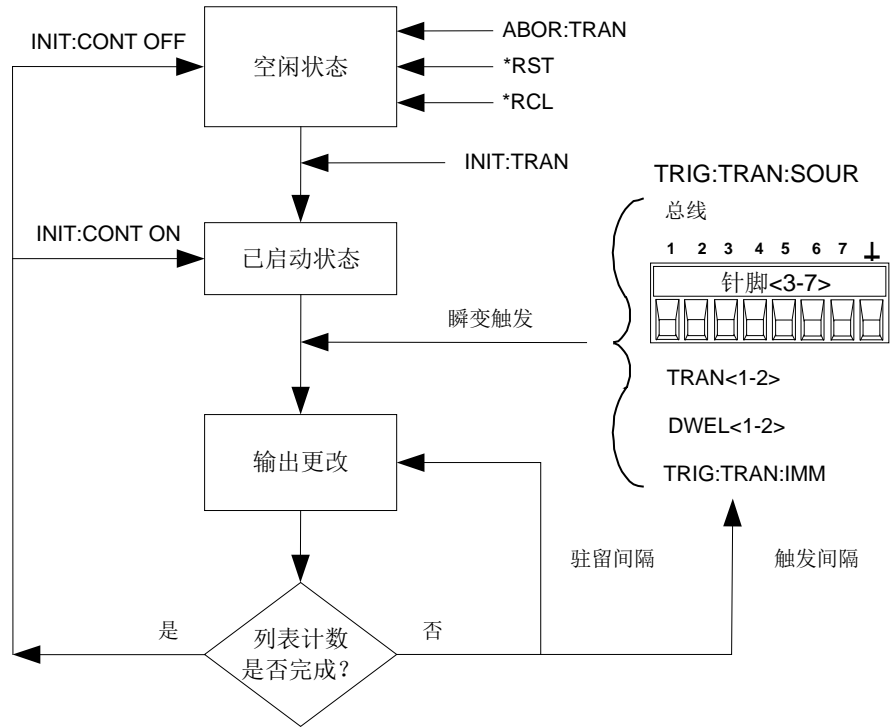 INIT:CONT OFF
空闲状态
ABOR:TRAN
*RST
*RCL
INIT:TRAN
INIT:CONT ON
已启动状态
TRIG:TRAN:SOUR
总线
1 2 3 4 5 6 7 ⏊
针脚<3-7>
瞬变触发
TRAN<1-2>
DWEL<1-2>
TRIG:TRAN:IMM
输出更改
驻留间隔
触发间隔
是
列表计数
是否完成?
否